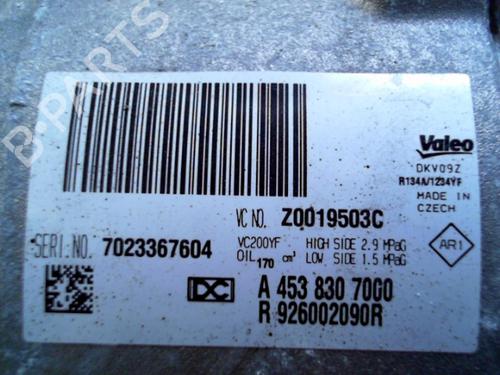 B-PARTS
Valeo
DKV09Z
R134A/1234YF
MADE IN
CZECH
VC NO. Z0019503C
SERI.NO. 7023367604
VC200YF HIGH SIDE 2.9 MPaG
OIL 170 cm³ LOW SIDE 1.5 MPaG
AR1
DC A 453 830 7000
R 926002090R